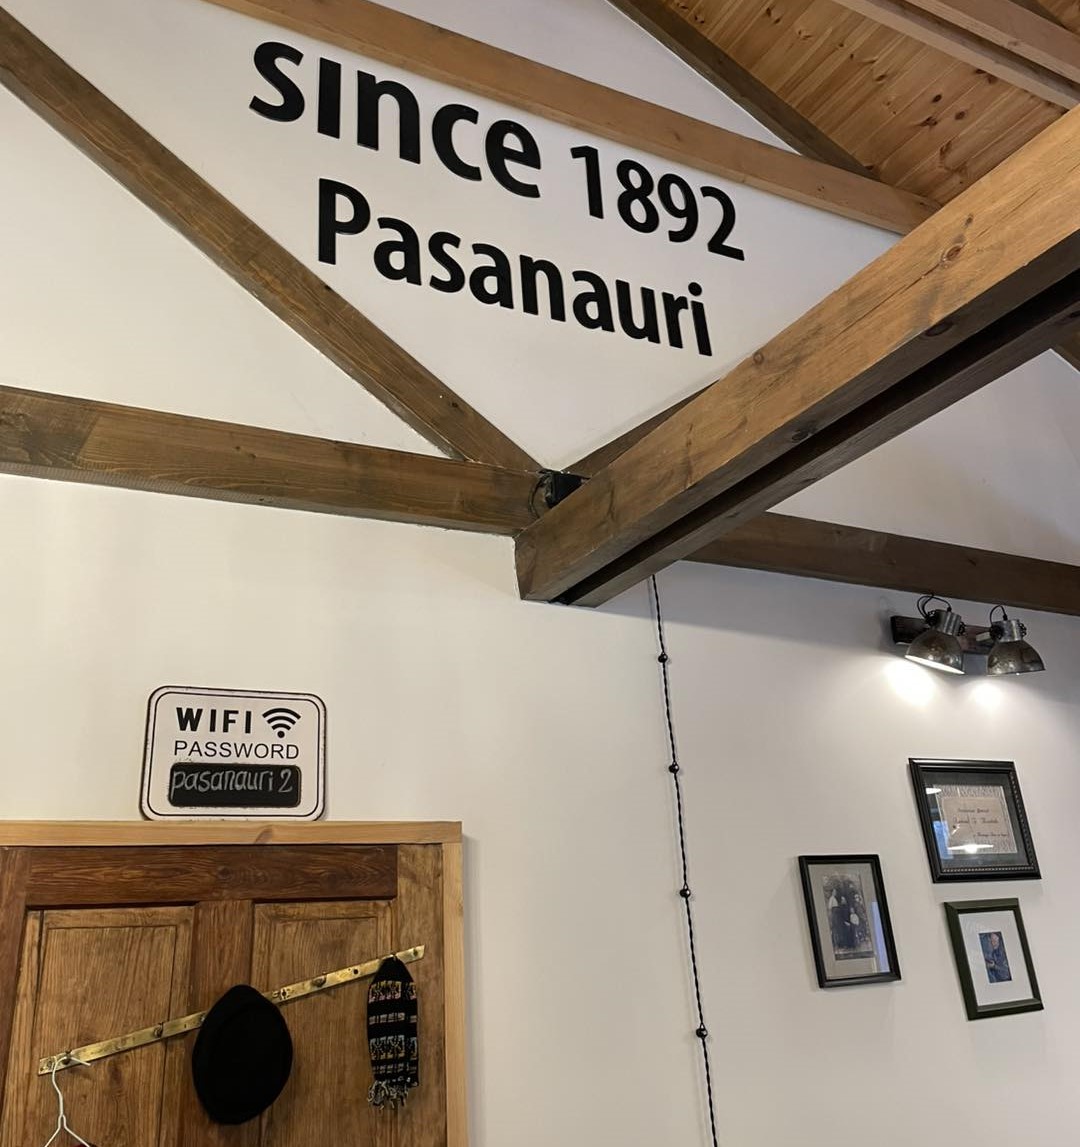 since 1892
Pasanauri
WIFI
PASSWORD
pasanauri 2